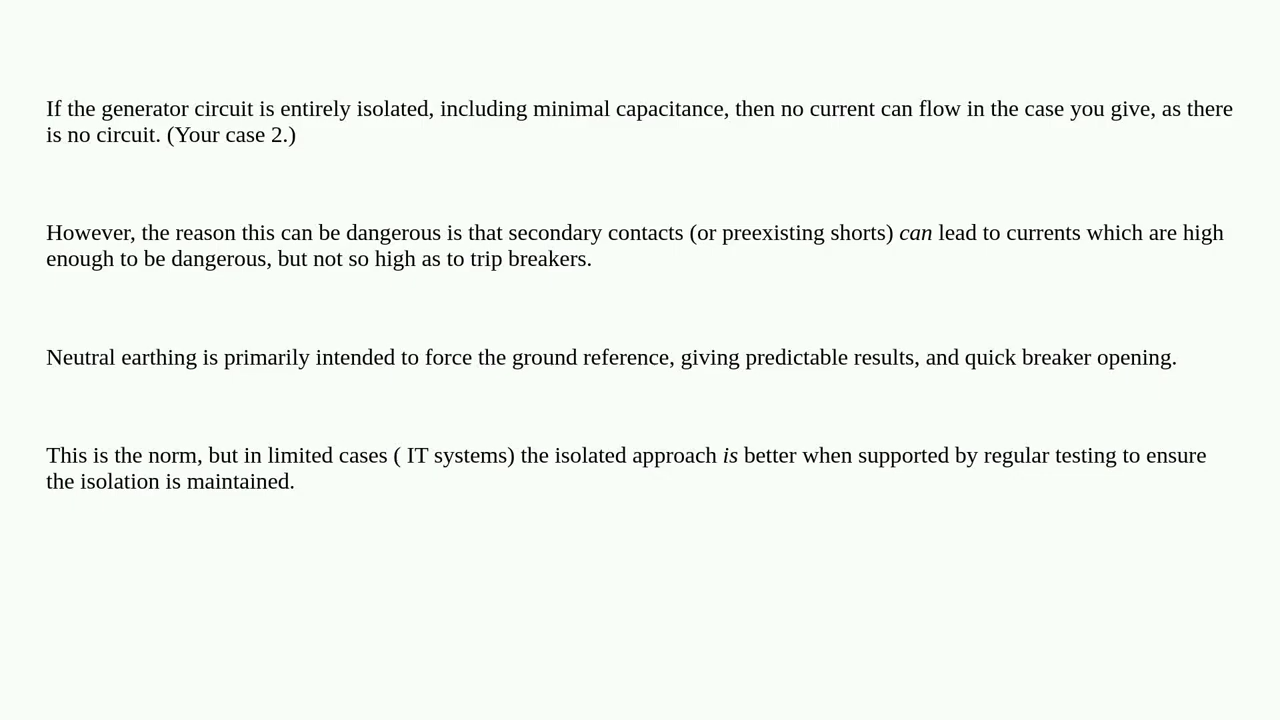 If the generator circuit is entirely isolated, including minimal capacitance, then no current can flow in the case you give, as there
is no circuit. (Your case 2.)
However, the reason this can be dangerous is that secondary contacts (or preexisting shorts) can lead to currents which are high
enough to be dangerous, but not so high as to trip breakers.
Neutral earthing is primarily intended to force the ground reference, giving predictable results, and quick breaker opening.
This is the norm, but in limited cases ( IT systems) the isolated approach is better when supported by regular testing to ensure
the isolation is maintained.